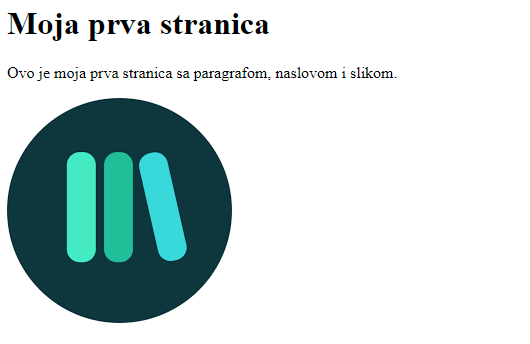 Moja prva stranica
Ovo je moja prva stranica sa paragrafom, naslovom i slikom.